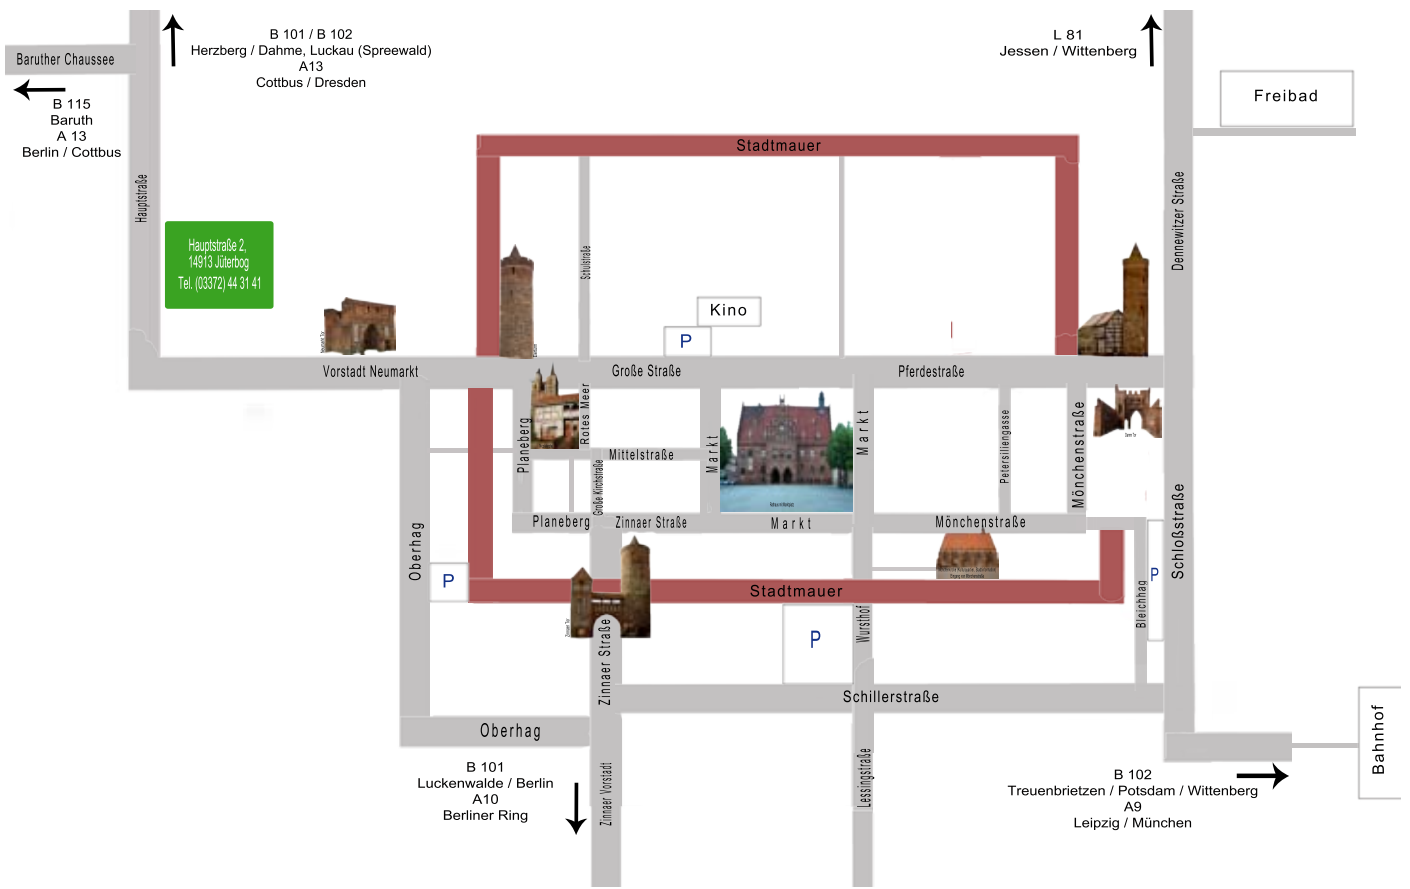 B 101 / B 102
Herzberg / Dahme, Luckau (Spreewald)
A13
Cottbus / Dresden
L 81
Jessen / Wittenberg
Baruther Chaussee
B 115
Baruth
A 13
Berlin / Cottbus
Freibad
Stadtmauer
Hauptstraße
Dennewitzer Straße
Hauptstraße 2,
14913 Jüterbog
Tel. (03372) 44 31 41
Schulstraße
Kino
P
Vorstadt Neumarkt
Große Straße
Pferdestraße
Planeberg
Rotes Meer
Markt
Markt
Petersiliengasse
Mönchenstraße
Mittelstraße
Große Kirchstraße
Planeberg
Zinnaer Straße
Markt
Mönchenstraße
Oberhag
Schloßstraße
P
P
Stadtmauer
Bleichhag
Zinnaer Straße
P
Wursthof
Schillerstraße
Oberhag
Bahnhof
B 101
Luckenwalde / Berlin
A10
Berliner Ring
Zinnaer Vorstadt
Lessingstraße
B 102
Treuenbrietzen / Potsdam / Wittenberg
A9
Leipzig / München